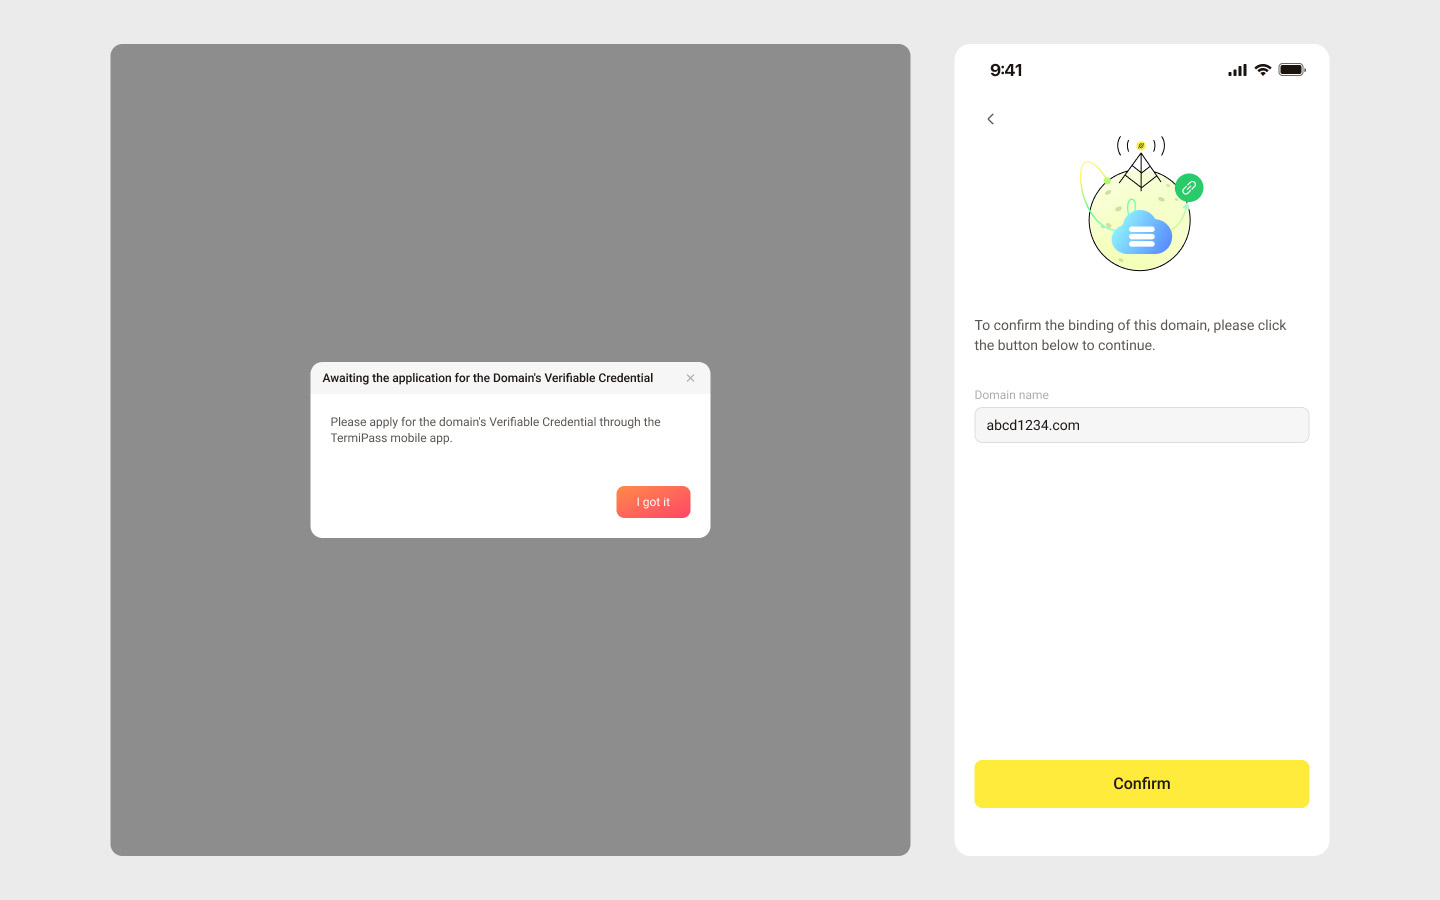 Awaiting the application for the Domain's Verifiable Credential
Please apply for the domain's Verifiable Credential through the
TermiPass mobile app.
I got it
9:41
To confirm the binding of this domain, please click
the button below to continue.
Domain name
abcd1234.com
Confirm